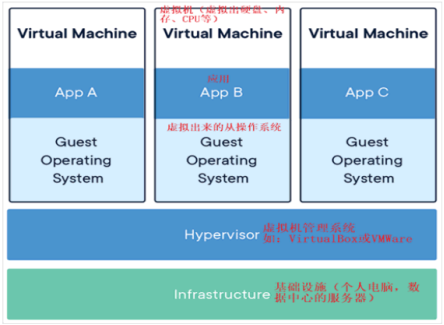 虚拟机（虚拟出硬盘、内
存、CPU等）
Virtual Machine
Virtual Machine
Virtual Machine
应用
App A
App B
App C
虚拟出来的从操作系统
Guest
Operating
System
Guest
Operating
System
Guest
Operating
System
Hypervisor
虚拟机管理系统
如：VirtualBox或VMWare
Infrastructure
基础设施（个人电脑，数
据中心的服务器）